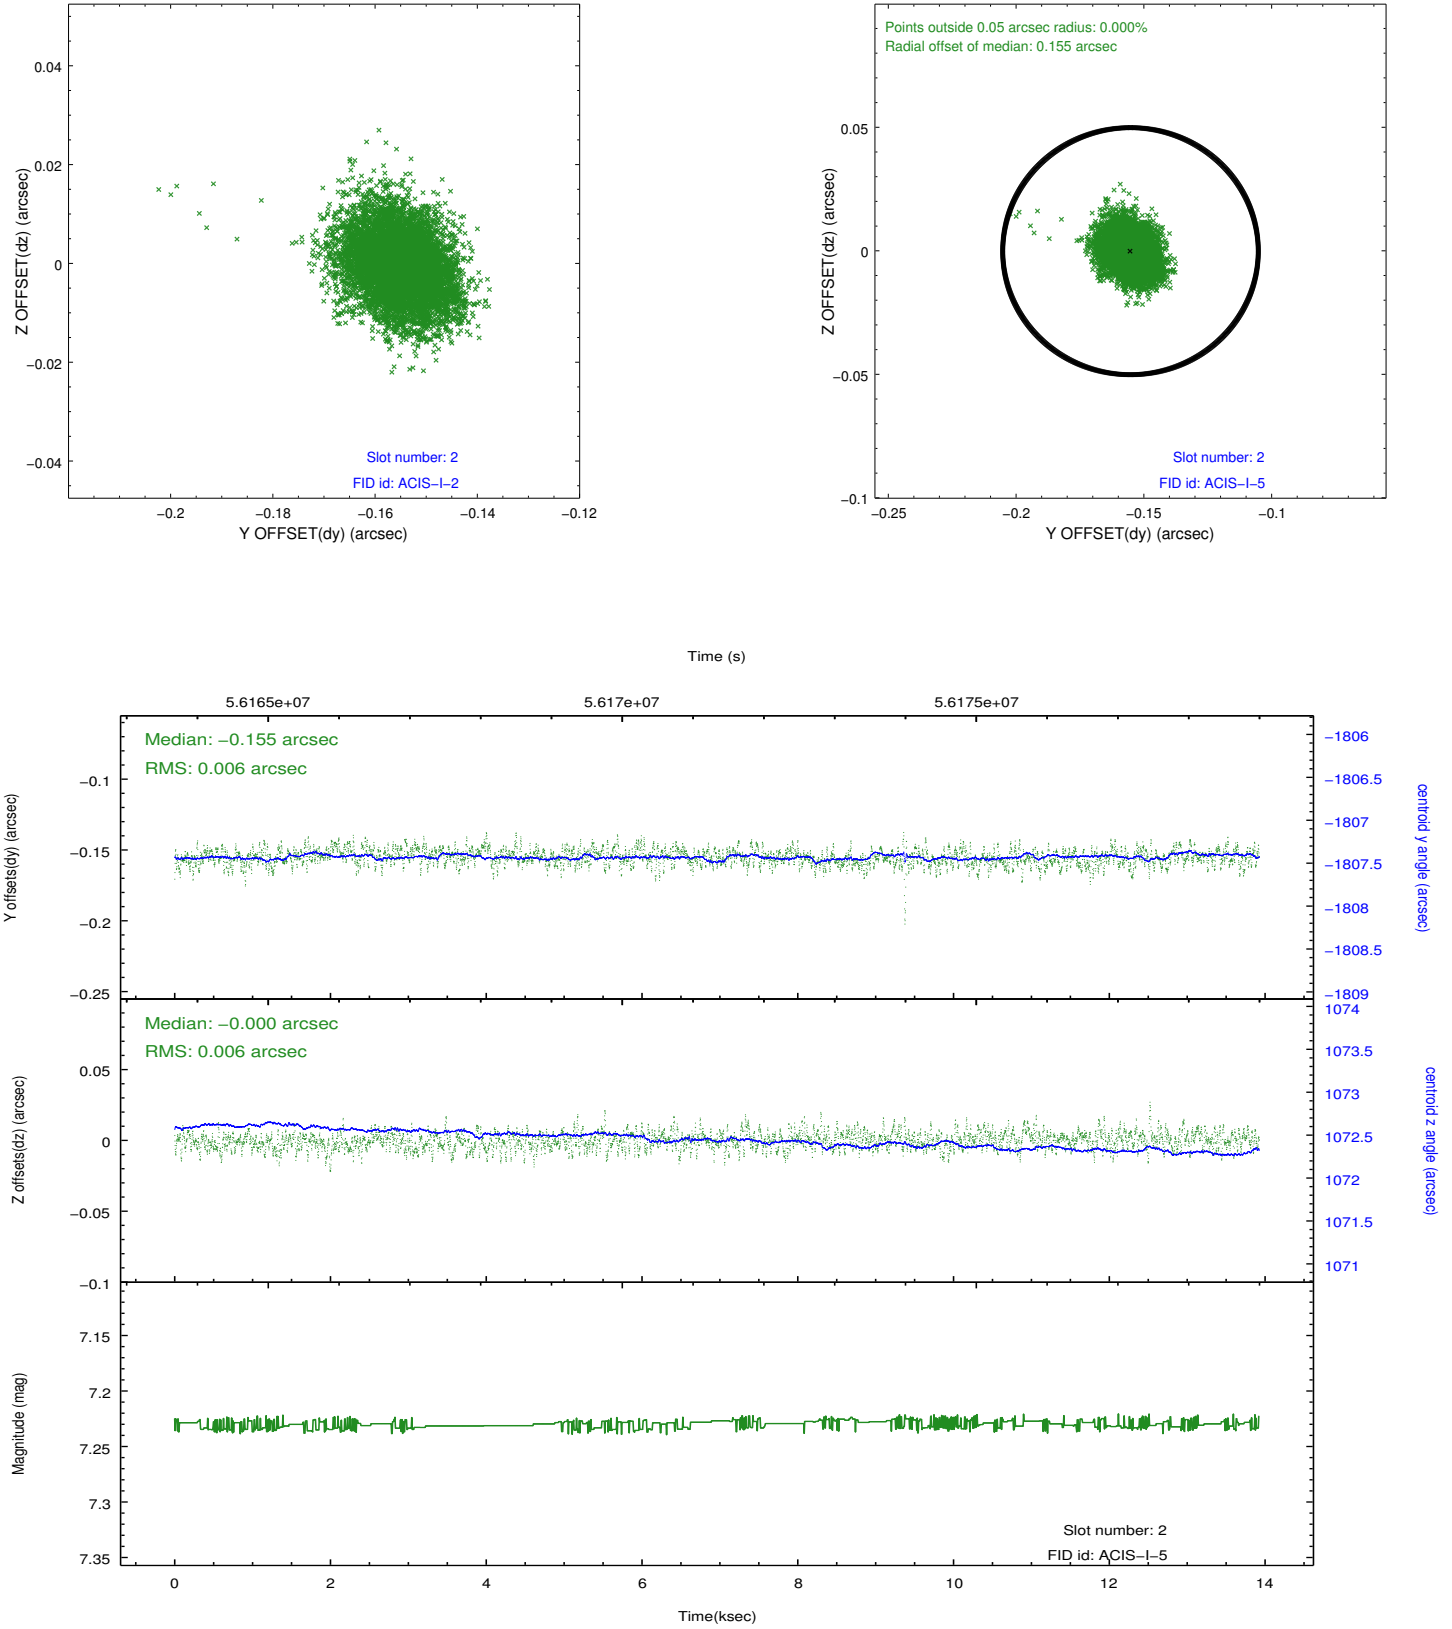 0.04
0.02
0
−0.02
−0.04
Z OFFSET(dz) (arcsec)
Slot number: 2
FID id: ACIS−I−2
−0.2
−0.18
−0.16
−0.14
−0.12
Y OFFSET(dy) (arcsec)
Points outside 0.05 arcsec radius: 0.000%
Radial offset of median: 0.155 arcsec
0.05
0
−0.05
−0.1
Z OFFSET(dz) (arcsec)
Slot number: 2
FID id: ACIS−I−5
−0.25
−0.2
−0.15
−0.1
Y OFFSET(dy) (arcsec)
Time (s)
5.6165e+07
5.617e+07
5.6175e+07
Median: −0.155 arcsec
RMS: 0.006 arcsec
−0.1
−0.15
−0.2
−0.25
Y offsets(dy) (arcsec)
−1806
−1806.5
−1807
−1807.5
−1808
−1808.5
−1809
centroid y angle (arcsec)
Median: −0.000 arcsec
RMS: 0.006 arcsec
0.05
0
−0.05
−0.1
Z offsets(dz) (arcsec)
1074
1073.5
1073
1072.5
1072
1071.5
1071
centroid z angle (arcsec)
7.15
7.2
7.25
7.3
7.35
Magnitude (mag)
Slot number: 2
FID id: ACIS−I−5
0
2
4
6
8
10
12
14
Time(ksec)